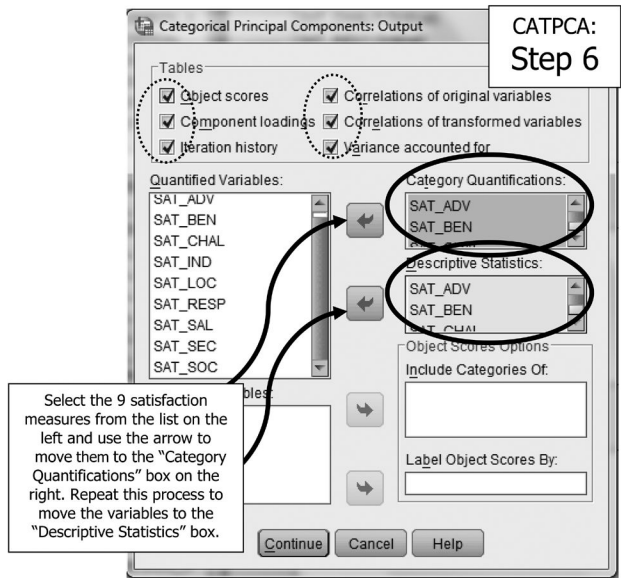 Categorical Principal Components: Output
CATPCA:
Step 6
Tables
Object scores
Correlations of original variables
Component loadings
Correlations of transformed variables
Iteration history
Variance accounted for
Quantified Variables:
SAT_ADV
SAT_BEN
SAT_CHAL
SAT_IND
SAT_LOC
SAT_RESP
SAT_SAL
SAT_SEC
SAT_SOC
Category Quantifications:
SAT_ADV
SAT_BEN
Descriptive Statistics:
SAT_ADV
SAT_BEN
SAT_CHAL
Object Scores Options
Include Categories Of:
Label Object Scores By:
Select the 9 satisfaction
measures from the list on the
left and use the arrow to
move them to the “Category
Quantifications” box on the
right. Repeat this process to
move the variables to the
“Descriptive Statistics” box.
Continue
Cancel
Help